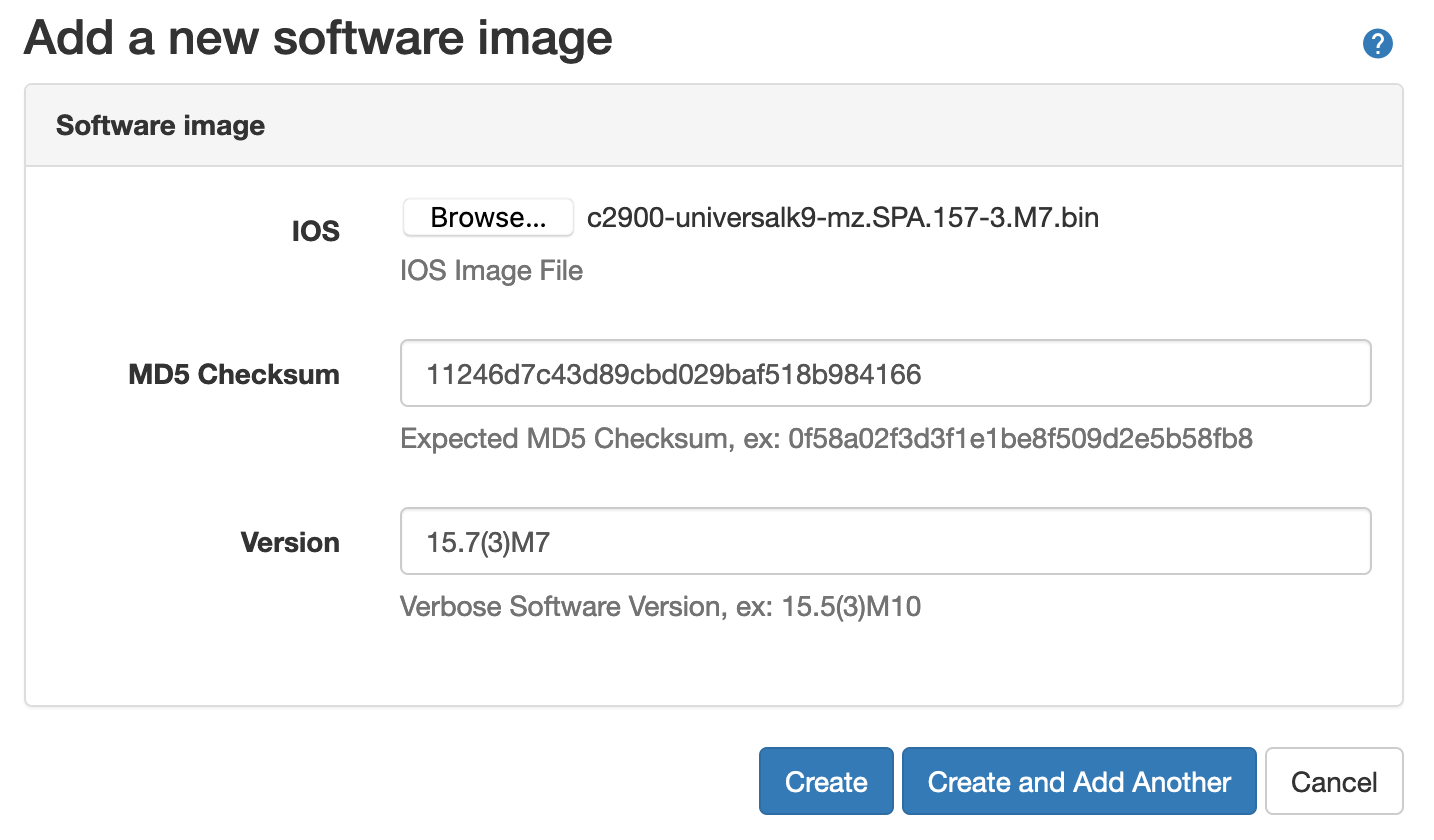 Add a new software image
?
Software image
IOS
Browse... c2900-universalk9-mz.SPA.157-3.M7.bin
IOS Image File
MD5 Checksum
11246d7c43d89cbd029baf518b984166
Expected MD5 Checksum, ex: 0f58a02f3d3f1e1be8f509d2e5b58fb8
Version
15.7(3)M7
Verbose Software Version, ex: 15.5(3)M10
Create
Create and Add Another
Cancel